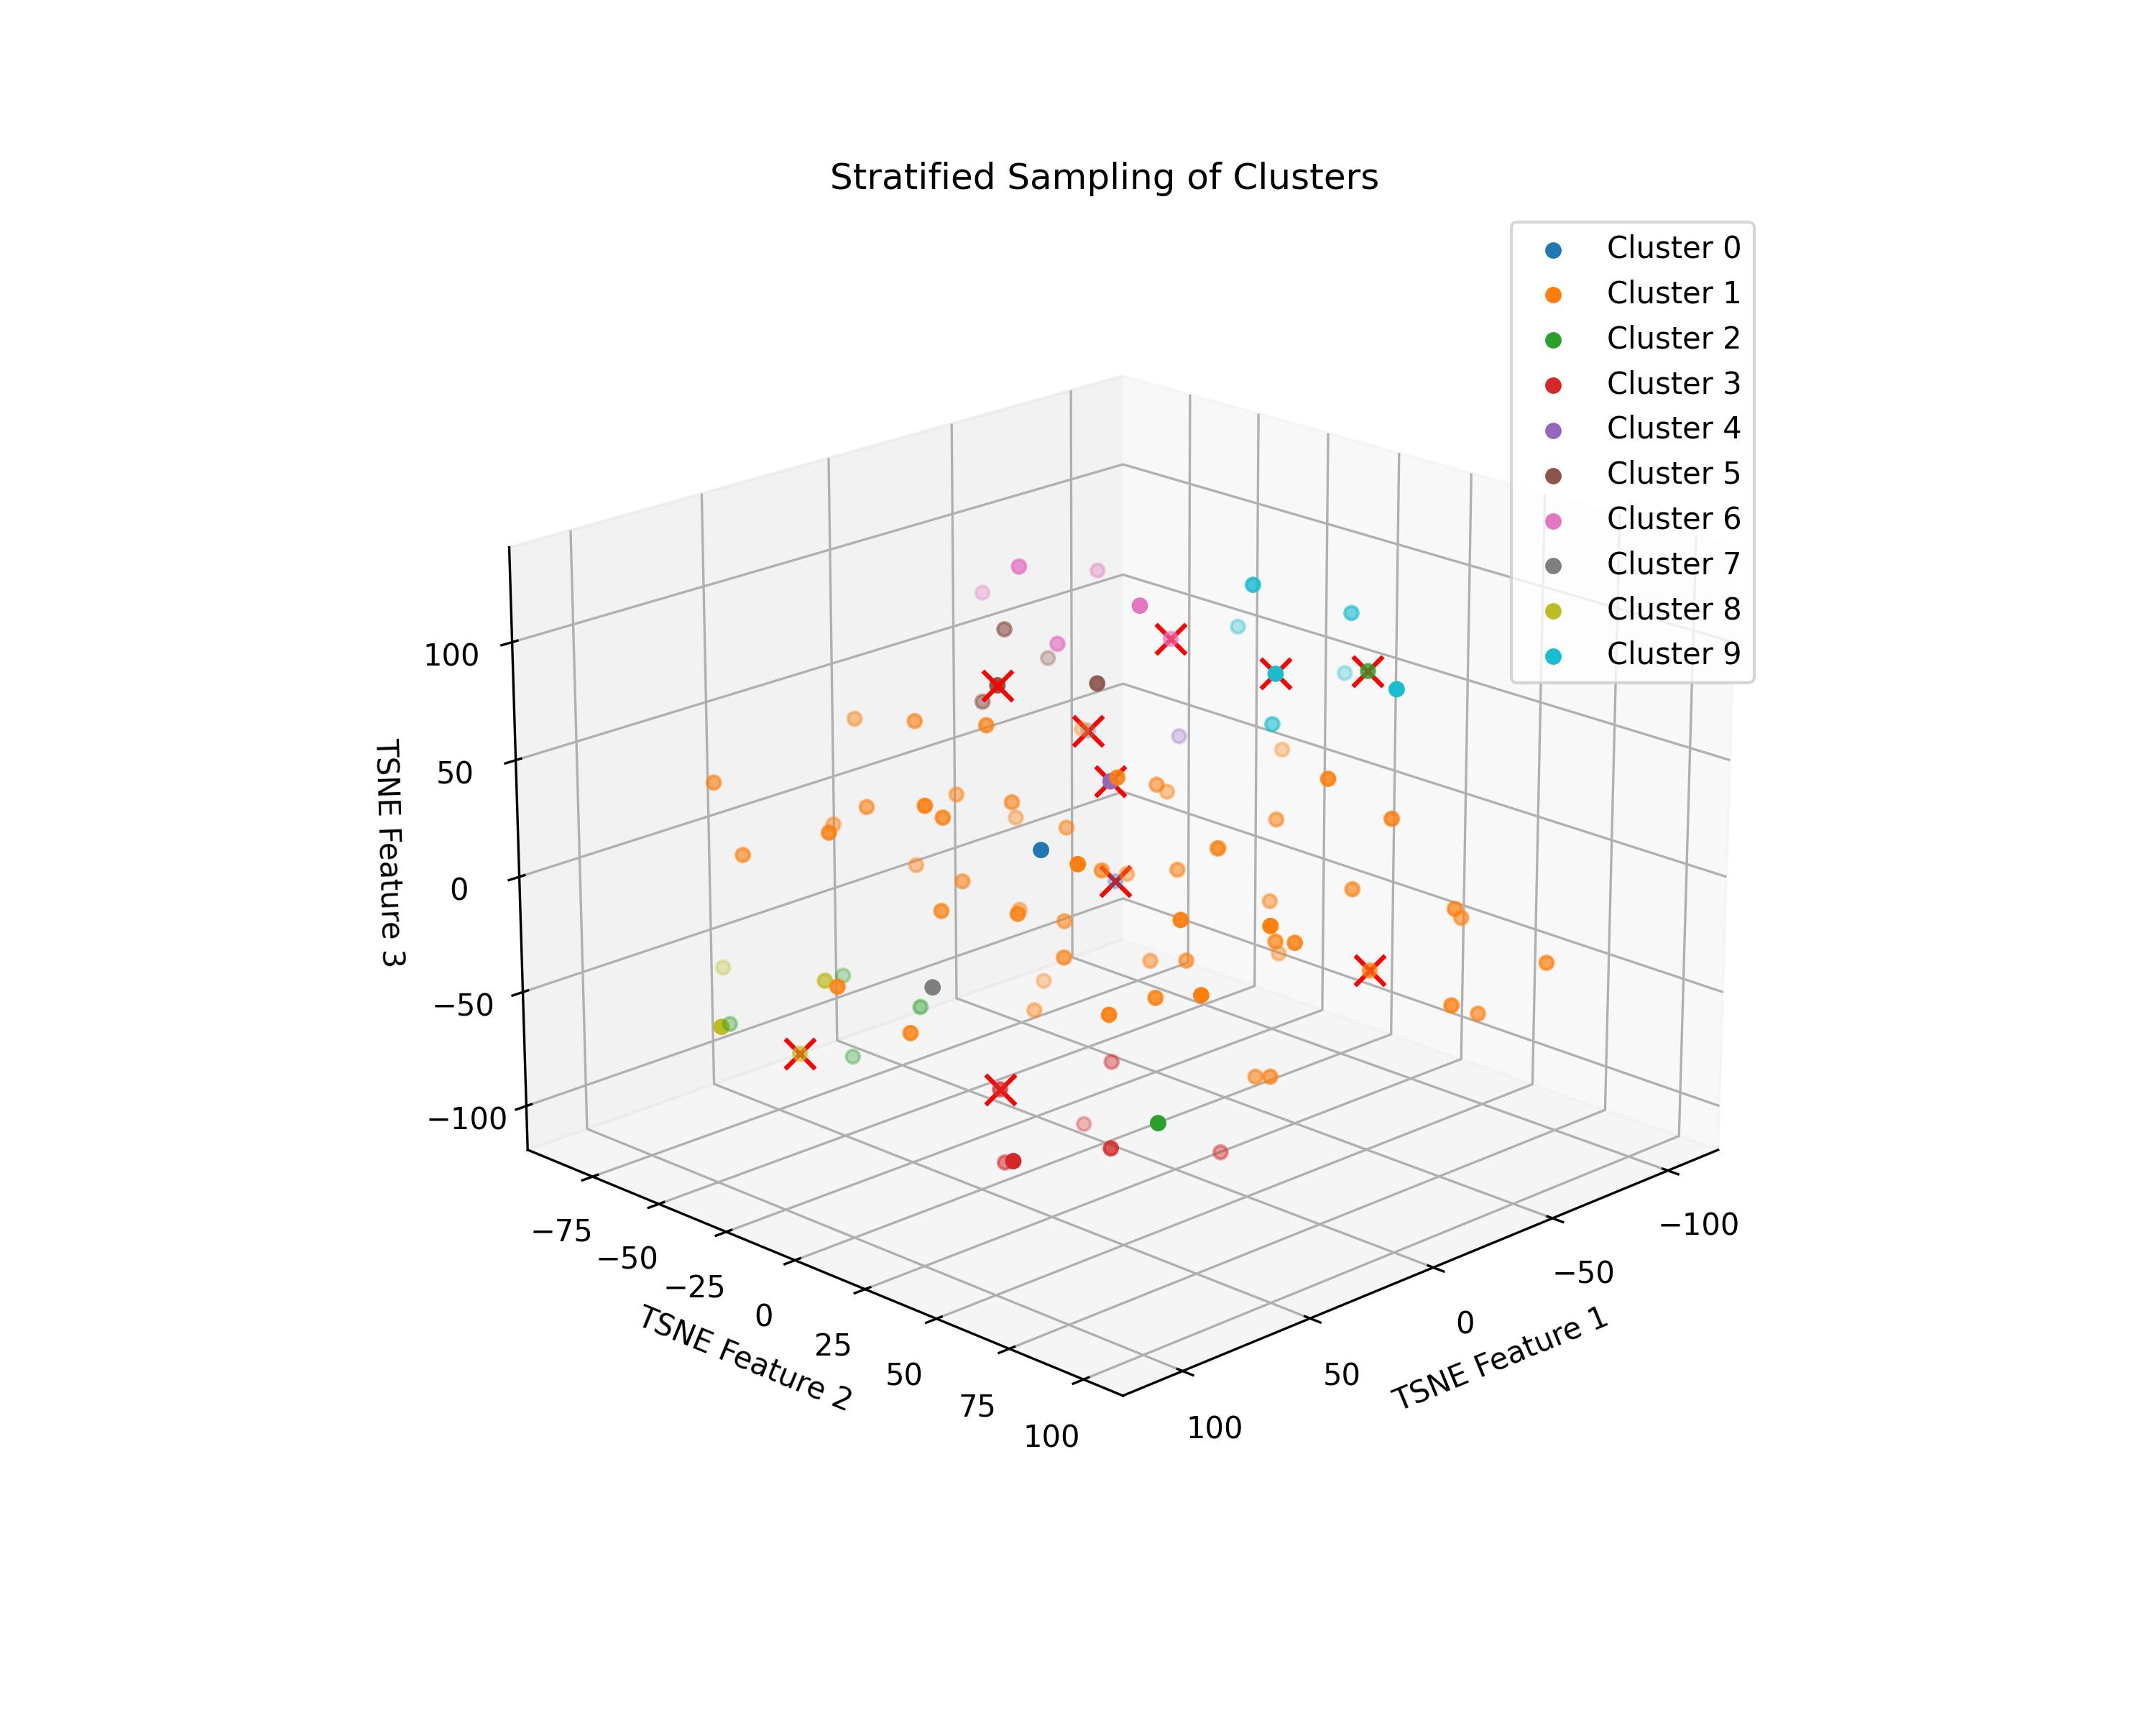 Stratified Sampling of Clusters
Cluster 0
Cluster 1
Cluster 2
Cluster 3
Cluster 4
Cluster 5
Cluster 6
Cluster 7
Cluster 8
Cluster 9
TSNE Feature 3
100
50
0
−50
−100
−75
−50
−25
0
25
50
75
100
TSNE Feature 2
−100
−50
0
50
100
TSNE Feature 1